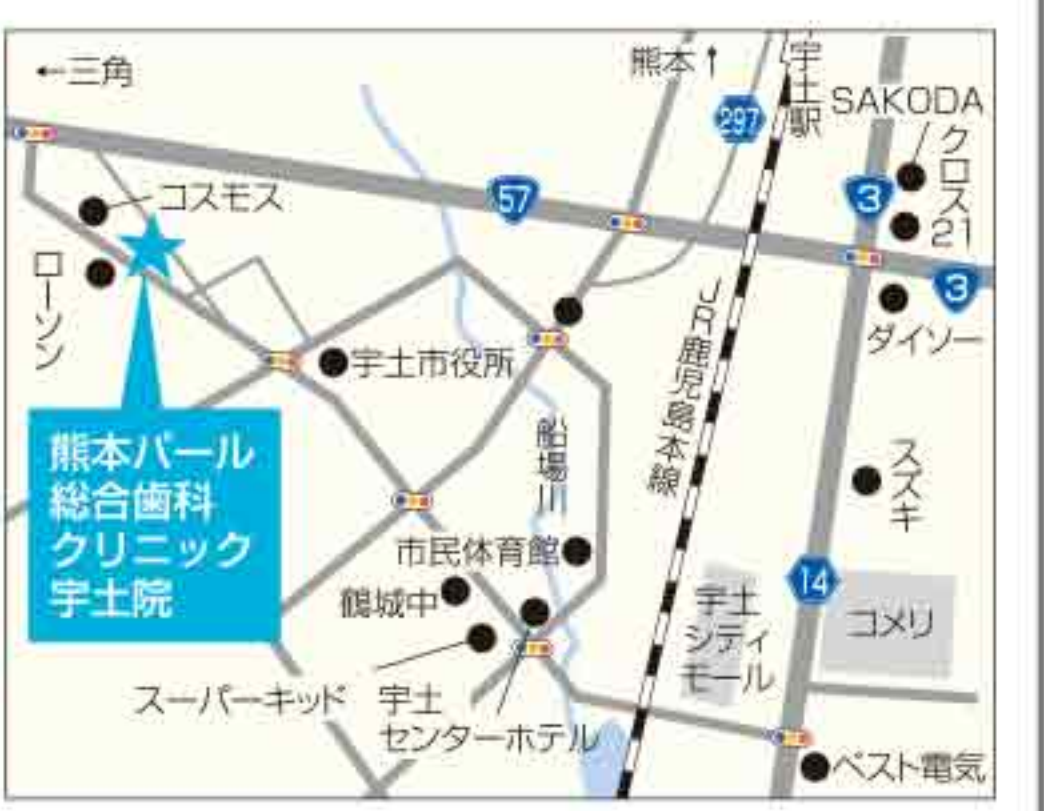 ←三角
熊本↑
宇土駅
297
SAKODA
クロス21
57
3
3
コスモス
ローソン
ダイソー
宇土市役所
JR鹿児島本線
船場川
スズキ
熊本パール
総合歯科
クリニック
宇土院
市民体育館
鶴城中
14
宇土
シティ
モール
コメリ
スーパーキッド
宇土
センターホテル
ベスト電気